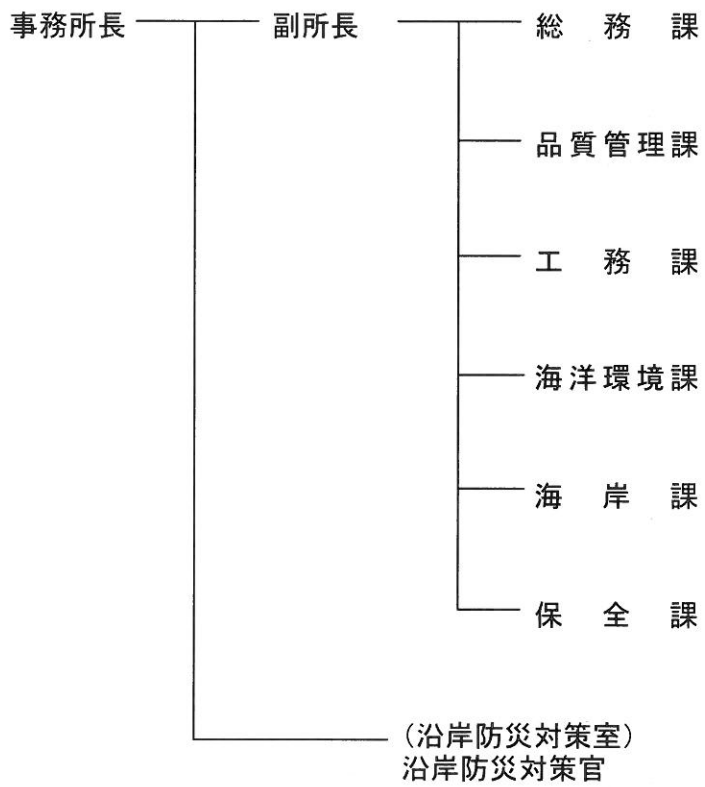 事務所長
副所長
総務課
品質管理課
工務課
海洋環境課
海岸課
保全課
（沿岸防災対策室）
沿岸防災対策官